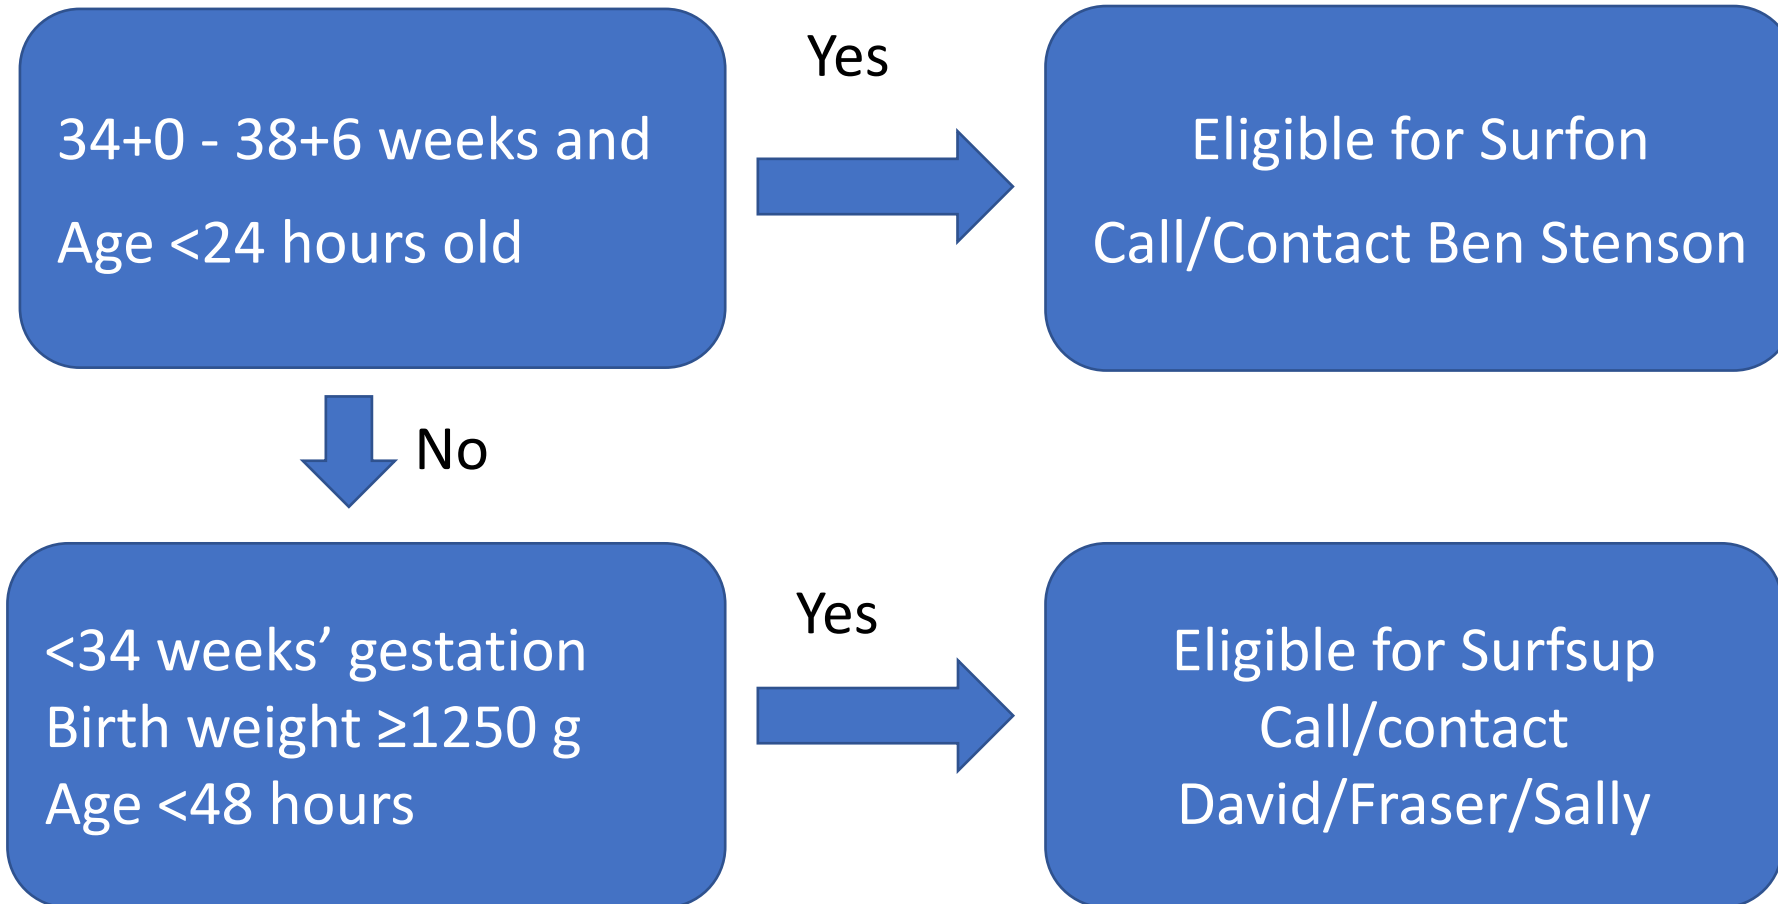 34+0 - 38+6 weeks and
Age <24 hours old
Yes
Eligible for Surfon
Call/Contact Ben Stenson
No
<34 weeks’ gestation
Birth weight ≥1250 g
Age <48 hours
Yes
Eligible for Surfsup
Call/contact
David/Fraser/Sally